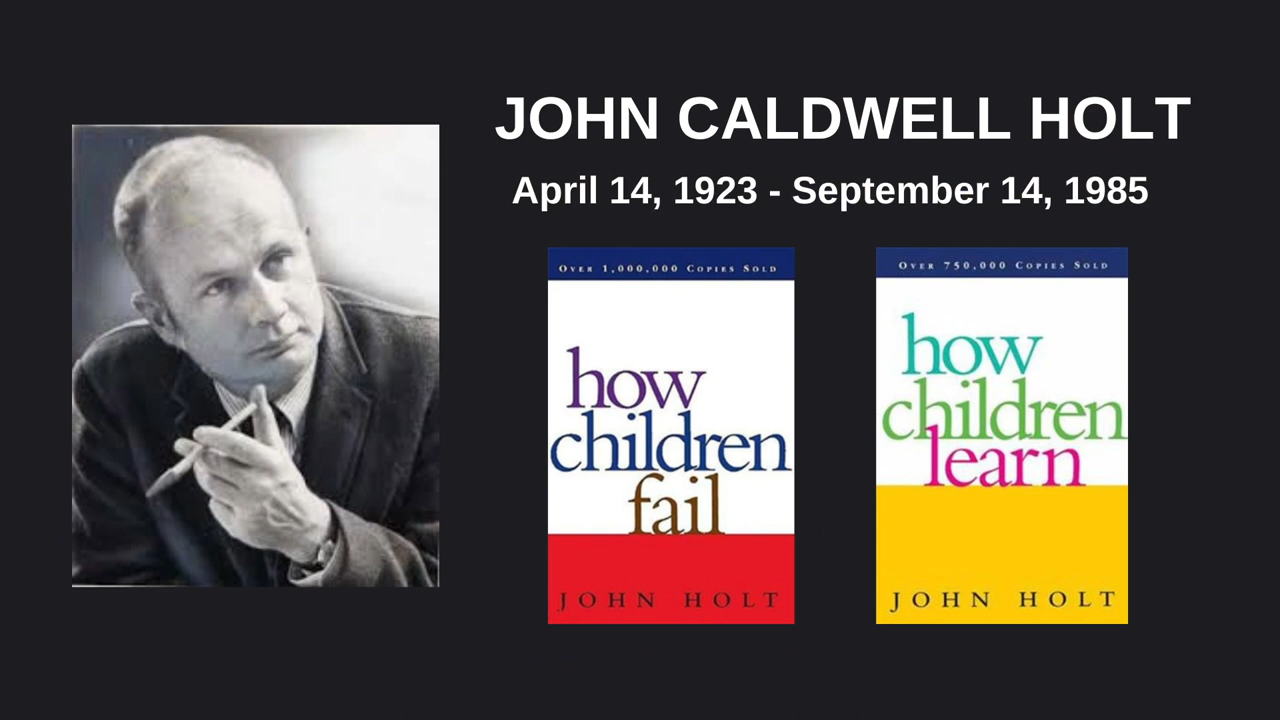 JOHN CALDWELL HOLT
April 14, 1923 - September 14, 1985
OVER 1,000,000 COPIES SOLD
how
children
fail
JOHN HOLT
OVER 750,000 COPIES SOLD
how
children
learn
JOHN HOLT